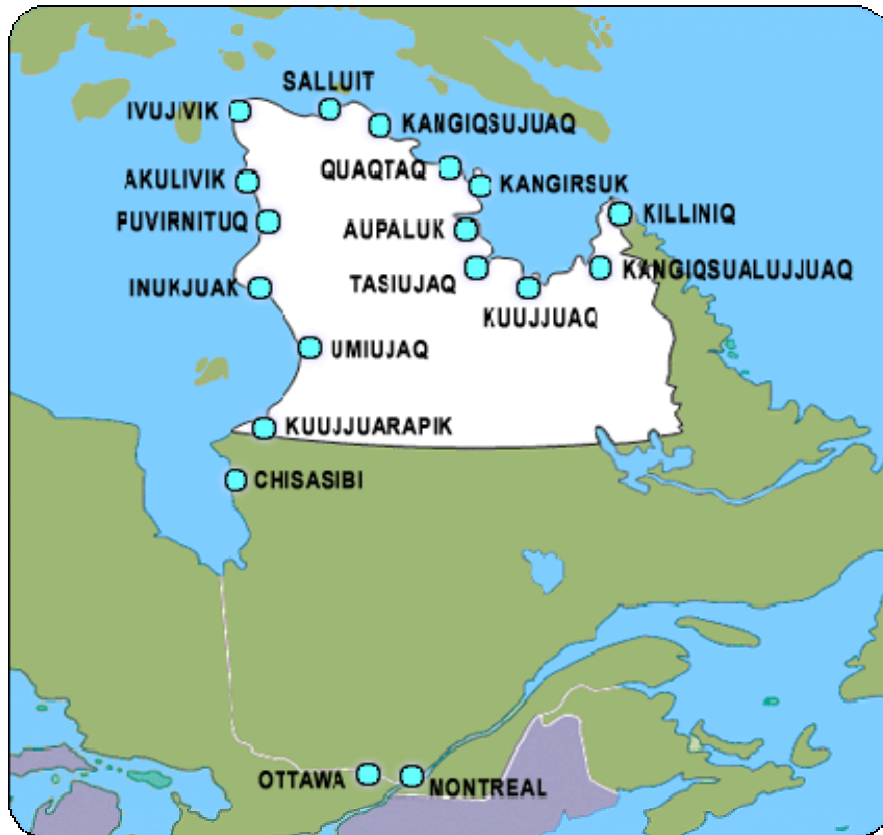 SALLUIT
IVUJIVIK
KANGIQSUJUAQ
QUAQTAQ
AKULIVIK
KANGIRSUK
KILLINIQ
PUVIRNITUQ
AUPALUK
KANGIQSUALUJJUAQ
TASIUJAQ
INUKJUAK
KUUJJUAQ
UMIUJAQ
KUUJJUARAPIK
CHISASIBI
OTTAWA
MONTREAL